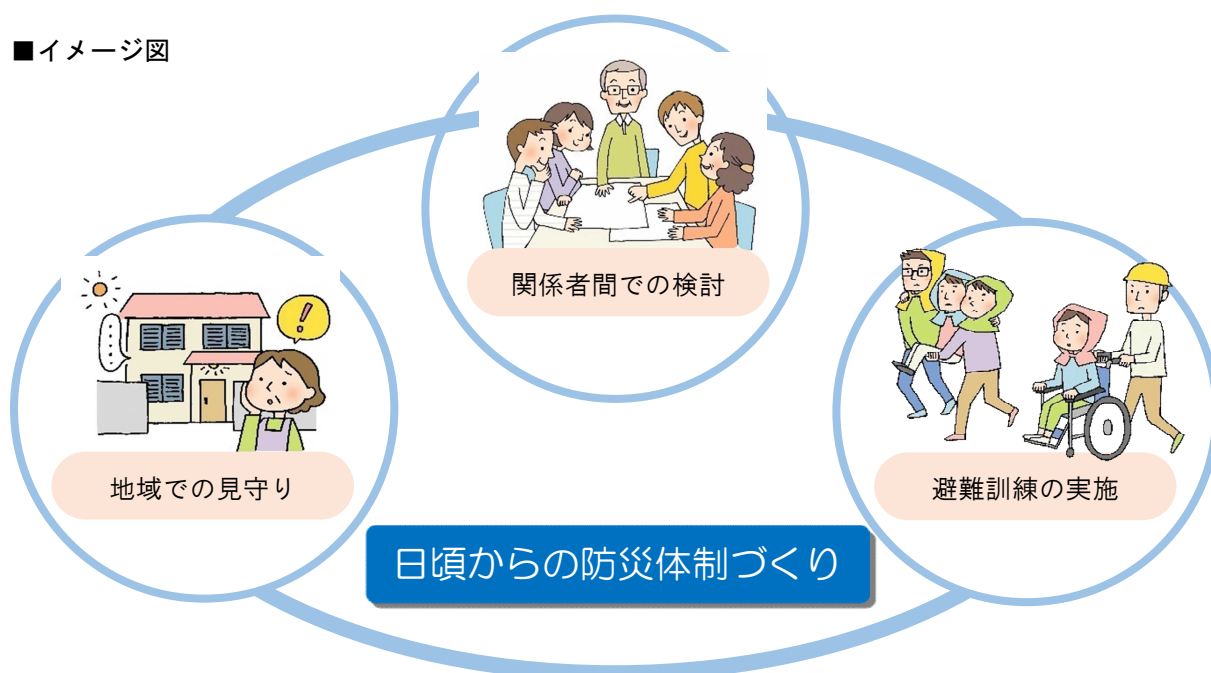 ■イメージ図
関係者間での検討
地域での見守り
避難訓練の実施
日頃からの防災体制づくり